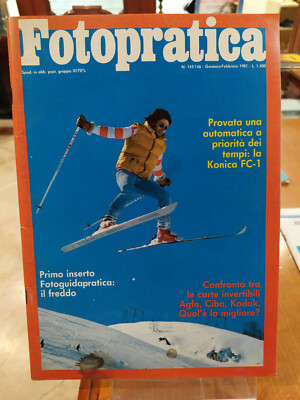 Fotopratica
Sped. in abb. post. gruppo III/70%
N. 145/146 - Gennaio/Febbraio 1981 - L. 1.500
Provata una
automatica a
priorità dei
tempi: la
Konica FC-1
Primo inserto
Fotoguidapratica:
il freddo
Confronto tra
le carte invertibili
Agfa, Ciba, Kodak.
Qual'è la migliore?